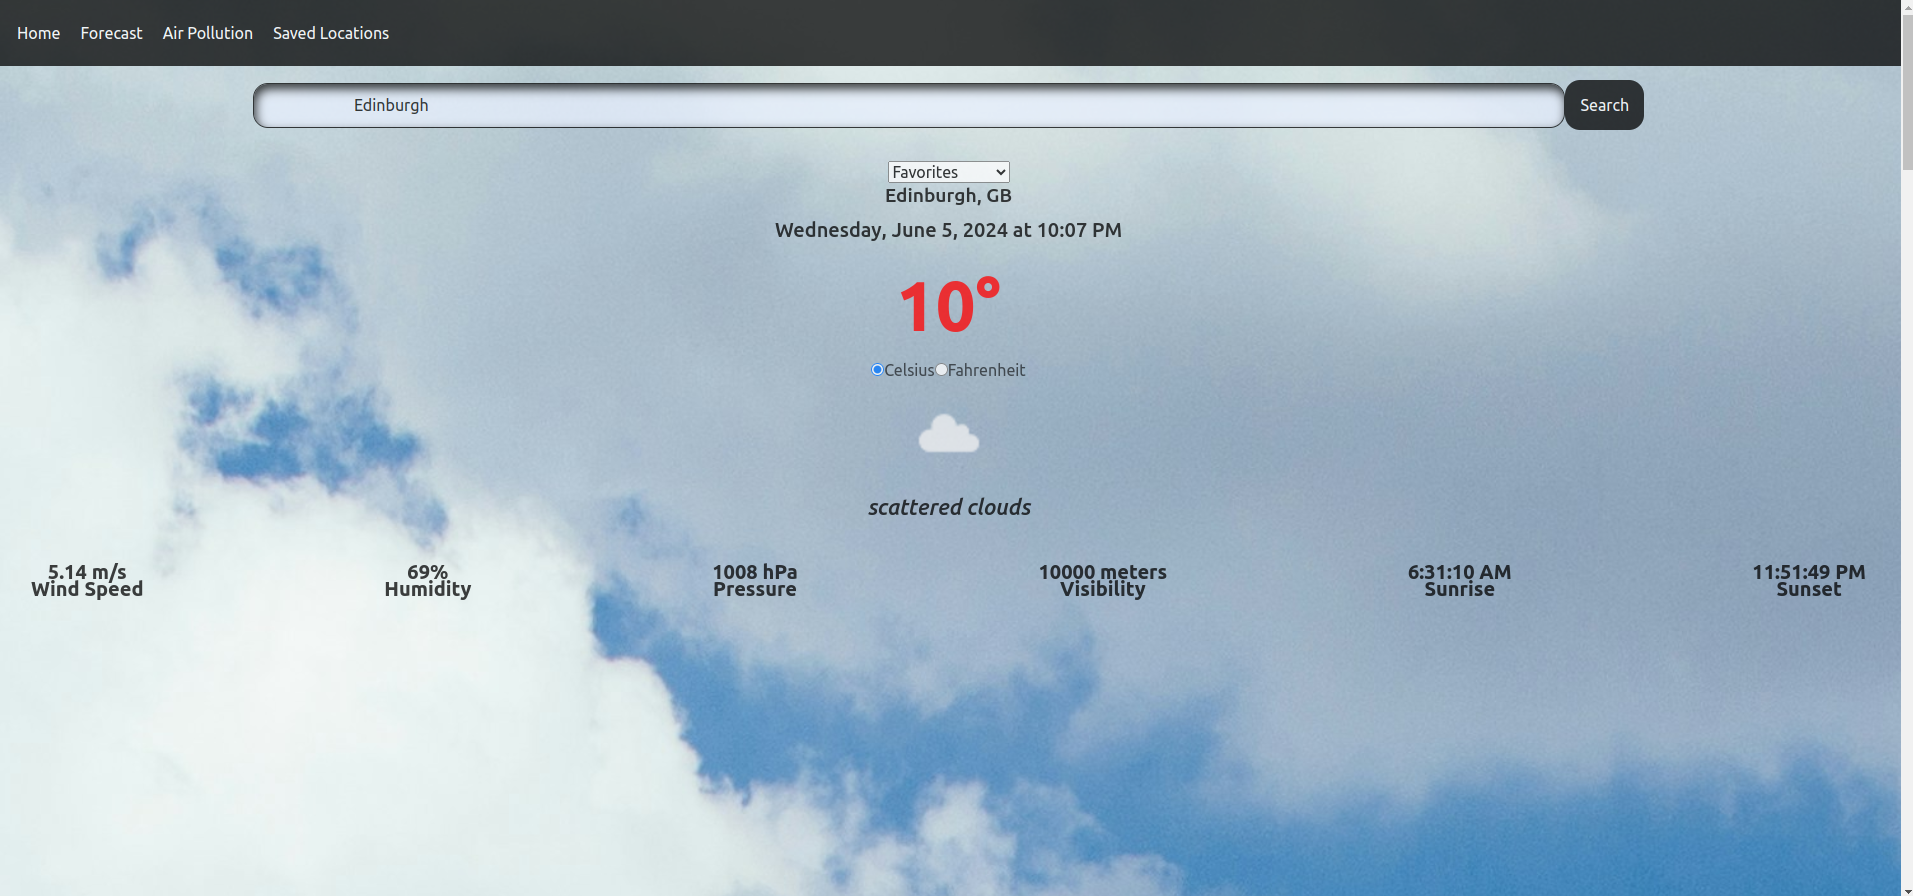 Home Forecast Air Pollution Saved Locations
Edinburgh Search
Favorites
Edinburgh, GB
Wednesday, June 5, 2024 at 10:07 PM
10°
Celsius Fahrenheit
scattered clouds
5.14 m/s 69% 1008 hPa 10000 meters 6:31:10 AM 11:51:49 PM
Wind Speed Humidity Pressure Visibility Sunrise Sunset